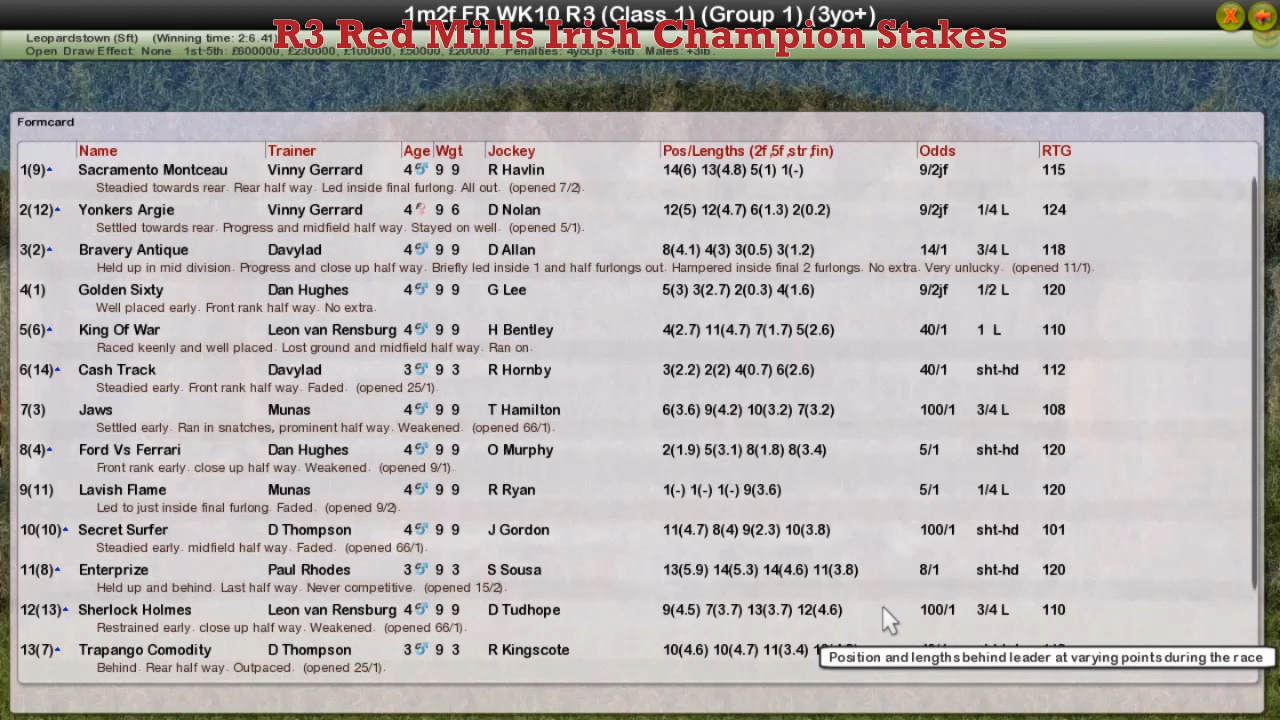 1m2f FR WK10 R3 (Class 1) (Group 1) (3yo+)
R3 Red Mills Irish Champion Stakes
Leopardstown (Sft) (Winning time: 2:6.41)
Open Draw Effect: None 1st-5th: £600000, £230000, £100000, £50000, £20000. Penalties: 4yoUp: +6lb. Males: +3lb.
Formcard
Name Trainer Age Wgt Jockey Pos/Lengths (2f,5f,str,fin) Odds RTG
1(9) Sacramento Montceau Vinny Gerrard 4 9 9 R Havlin 14(6) 13(4.8) 5(1) 1(-) 9/2jf 115
Steadied towards rear. Rear half way. Led inside final furlong. All out. (opened 7/2).
2(12) Yonkers Argie Vinny Gerrard 4 9 6 D Nolan 12(5) 12(4.7) 6(1.3) 2(0.2) 9/2jf 1/4 L 124
Settled towards rear. Progress and midfield half way. Stayed on well. (opened 5/1).
3(2) Bravery Antique Davylad 4 9 9 D Allan 8(4.1) 4(3) 3(0.5) 3(1.2) 14/1 3/4 L 118
Held up in mid division. Progress and close up half way. Briefly led inside 1 and half furlongs out. Hampered inside final 2 furlongs. No extra. Very unlucky. (opened 11/1).
4(1) Golden Sixty Dan Hughes 4 9 9 G Lee 5(3) 3(2.7) 2(0.3) 4(1.6) 9/2jf 1/2 L 120
Well placed early. Front rank half way. No extra.
5(6) King Of War Leon van Rensburg 4 9 9 H Bentley 4(2.7) 11(4.7) 7(1.7) 5(2.6) 40/1 1 L 110
Raced keenly and well placed. Lost ground and midfield half way. Ran on.
6(14) Cash Track Davylad 3 9 3 R Hornby 3(2.2) 2(2) 4(0.7) 6(2.6) 40/1 sht-hd 112
Steadied early. Front rank half way. Faded. (opened 25/1).
7(3) Jaws Munas 4 9 9 T Hamilton 6(3.6) 9(4.2) 10(3.2) 7(3.2) 100/1 3/4 L 108
Settled early. Ran in snatches, prominent half way. Weakened. (opened 66/1).
8(4) Ford Vs Ferrari Dan Hughes 4 9 9 O Murphy 2(1.9) 5(3.1) 8(1.8) 8(3.4) 5/1 sht-hd 120
Front rank early. close up half way. Weakened. (opened 9/1).
9(11) Lavish Flame Munas 4 9 9 R Ryan 1(-) 1(-) 1(-) 9(3.6) 5/1 1/4 L 120
Led to just inside final furlong. Faded. (opened 9/2).
10(10) Secret Surfer D Thompson 4 9 9 J Gordon 11(4.7) 8(4) 9(2.3) 10(3.8) 100/1 sht-hd 101
Steadied early. midfield half way. Faded. (opened 66/1).
11(8) Enterprize Paul Rhodes 3 9 3 S Sousa 13(5.9) 14(5.3) 14(4.6) 11(3.8) 8/1 sht-hd 120
Held up and behind. Last half way. Never competitive. (opened 15/2).
12(13) Sherlock Holmes Leon van Rensburg 4 9 9 D Tudhope 9(4.5) 7(3.7) 13(3.7) 12(4.6) 100/1 3/4 L 110
Restrained early. close up half way. Weakened. (opened 66/1).
13(7) Trapango Comodity D Thompson 3 9 3 R Kingscote 10(4.6) 10(4.7) 11(3.4)
Position and lengths behind leader at varying points during the race
Behind. Rear half way. Outpaced. (opened 25/1).